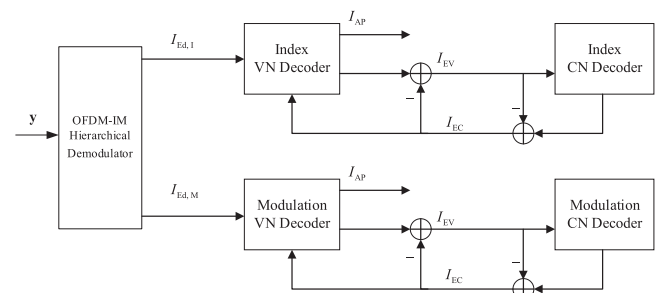 y
OFDM-IM
Hierarchical
Demodulator
I_Ed, I
Index
VN Decoder
I_AP
I_EV
−
−
I_EC
Index
CN Decoder
I_Ed, M
Modulation
VN Decoder
I_AP
I_EV
−
−
I_EC
Modulation
CN Decoder